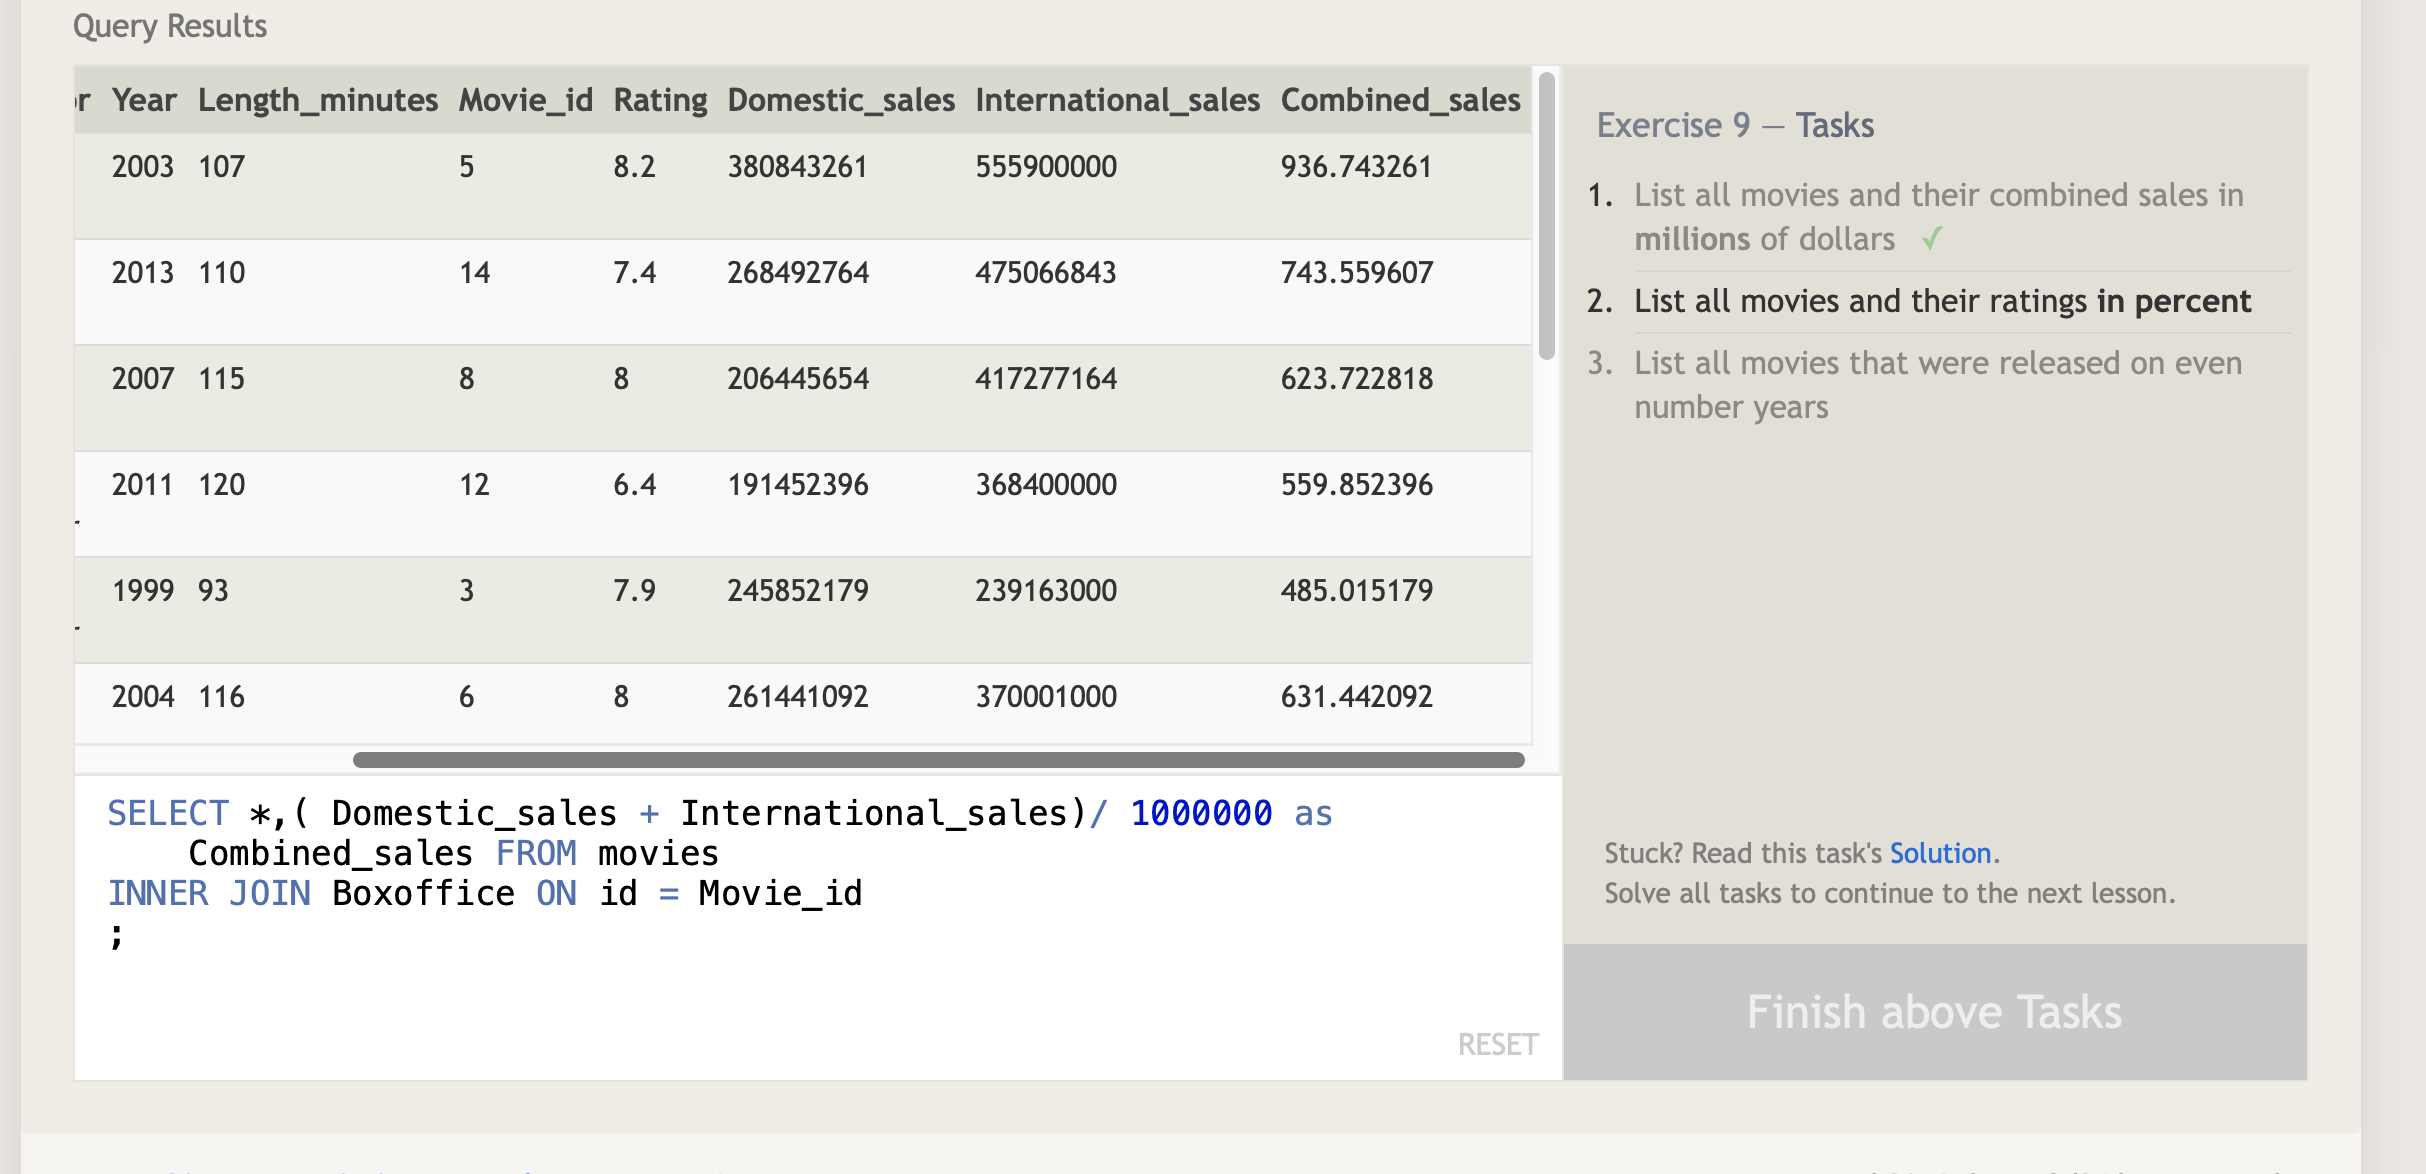 Query Results
r Year Length_minutes Movie_id Rating Domestic_sales International_sales Combined_sales
2003 107 5 8.2 380843261 555900000 936.743261
2013 110 14 7.4 268492764 475066843 743.559607
2007 115 8 8 206445654 417277164 623.722818
2011 120 12 6.4 191452396 368400000 559.852396
1999 93 3 7.9 245852179 239163000 485.015179
2004 116 6 8 261441092 370001000 631.442092
SELECT *,( Domestic_sales + International_sales)/ 1000000 as
Combined_sales FROM movies
INNER JOIN Boxoffice ON id = Movie_id
;
RESET
Exercise 9 — Tasks
1. List all movies and their combined sales in
millions of dollars ✓
2. List all movies and their ratings in percent
3. List all movies that were released on even
number years
Stuck? Read this task's Solution.
Solve all tasks to continue to the next lesson.
Finish above Tasks